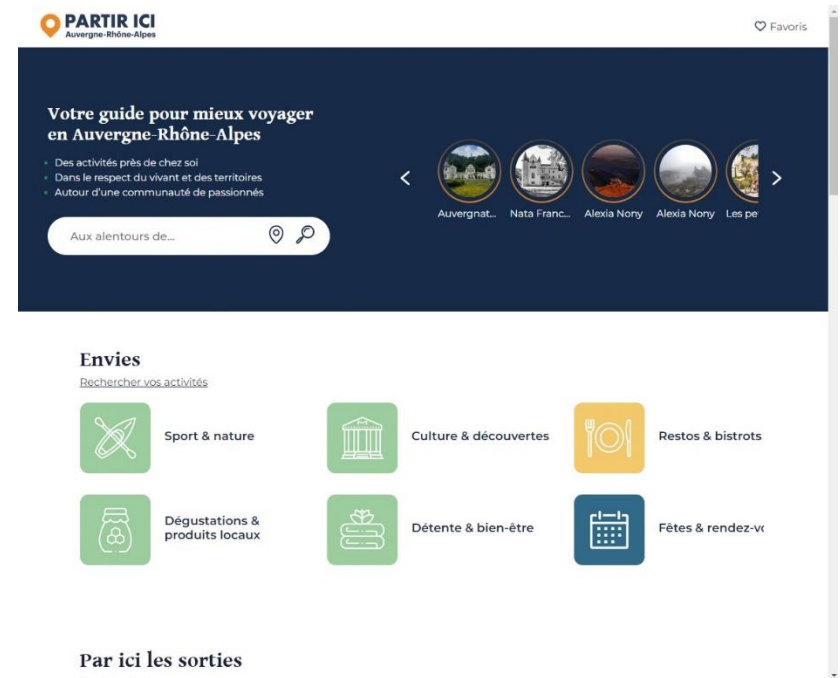 PARTIR ICI
Auvergne-Rhône-Alpes
Favoris
Votre guide pour mieux voyager
en Auvergne-Rhône-Alpes
Des activités près de chez soi
Dans le respect du vivant et des territoires
Autour d'une communauté de passionnés
Aux alentours de...
Auvergnat... Nata Franc... Alexia Nony Alexia Nony Les pe
Envies
Rechercher vos activités
Sport & nature
Culture & découvertes
Restos & bistrots
Dégustations &
produits locaux
Détente & bien-être
Fêtes & rendez-vo
Par ici les sorties